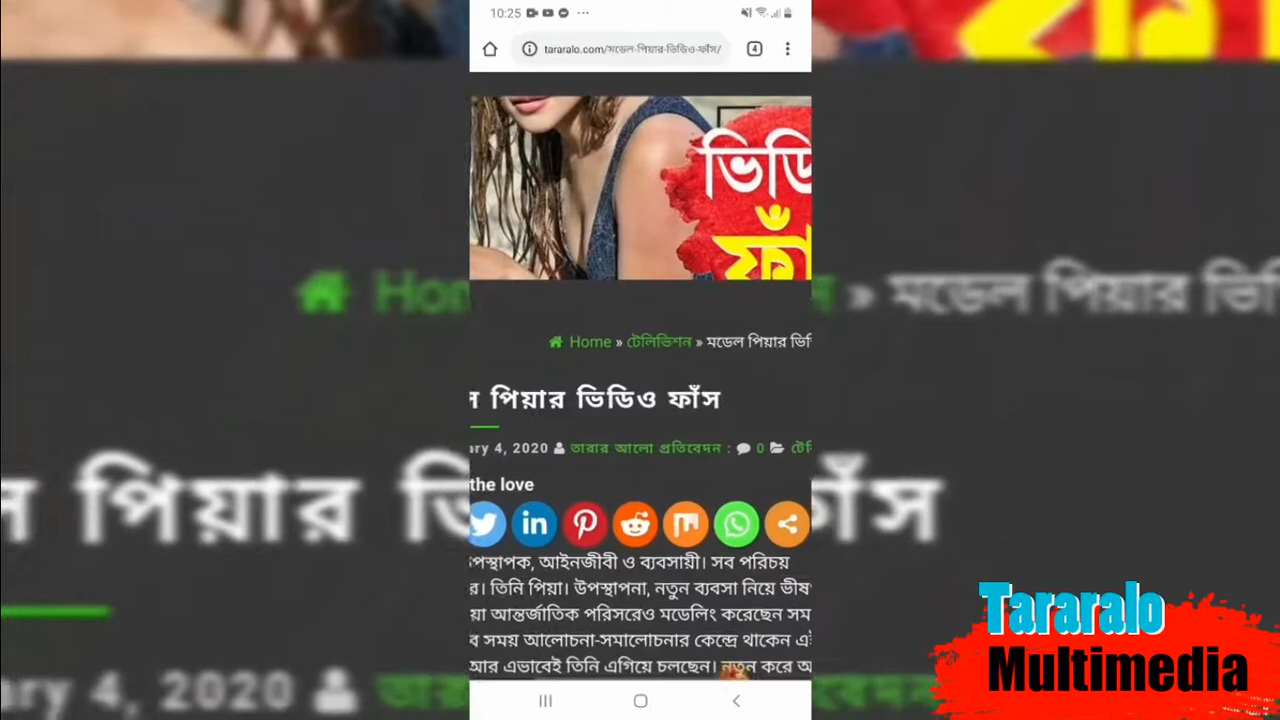 10:25
tararalo.com/মডেল-পিয়ার-ভিডিও-ফাঁস/
4
Home » টেলিভিশন » মডেল পিয়ার
পিয়ার ভিডিও ফাঁস
4, 2020 তারার আলো প্রতিবেদন : 0
the love
আইনজীবী ও ব্যবসায়ী। সব পরিচয়
তিনি পিয়া। উপস্থাপনা, নতুন ব্যবসা নিয়ে
আন্তর্জাতিক পরিসরেও মডেলিং করেছেন
সময় আলোচনা-সমালোচনার কেন্দ্রে থাকেন
আর এভাবেই তিনি এগিয়ে চলছেন। নতুন করে
Tararalo
Multimedia